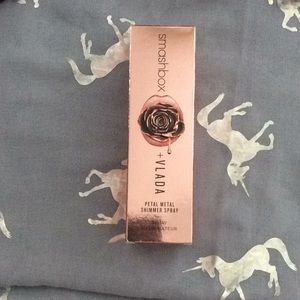 smashbox
+ VLADA
PETAL METAL
SHIMMER SPRAY